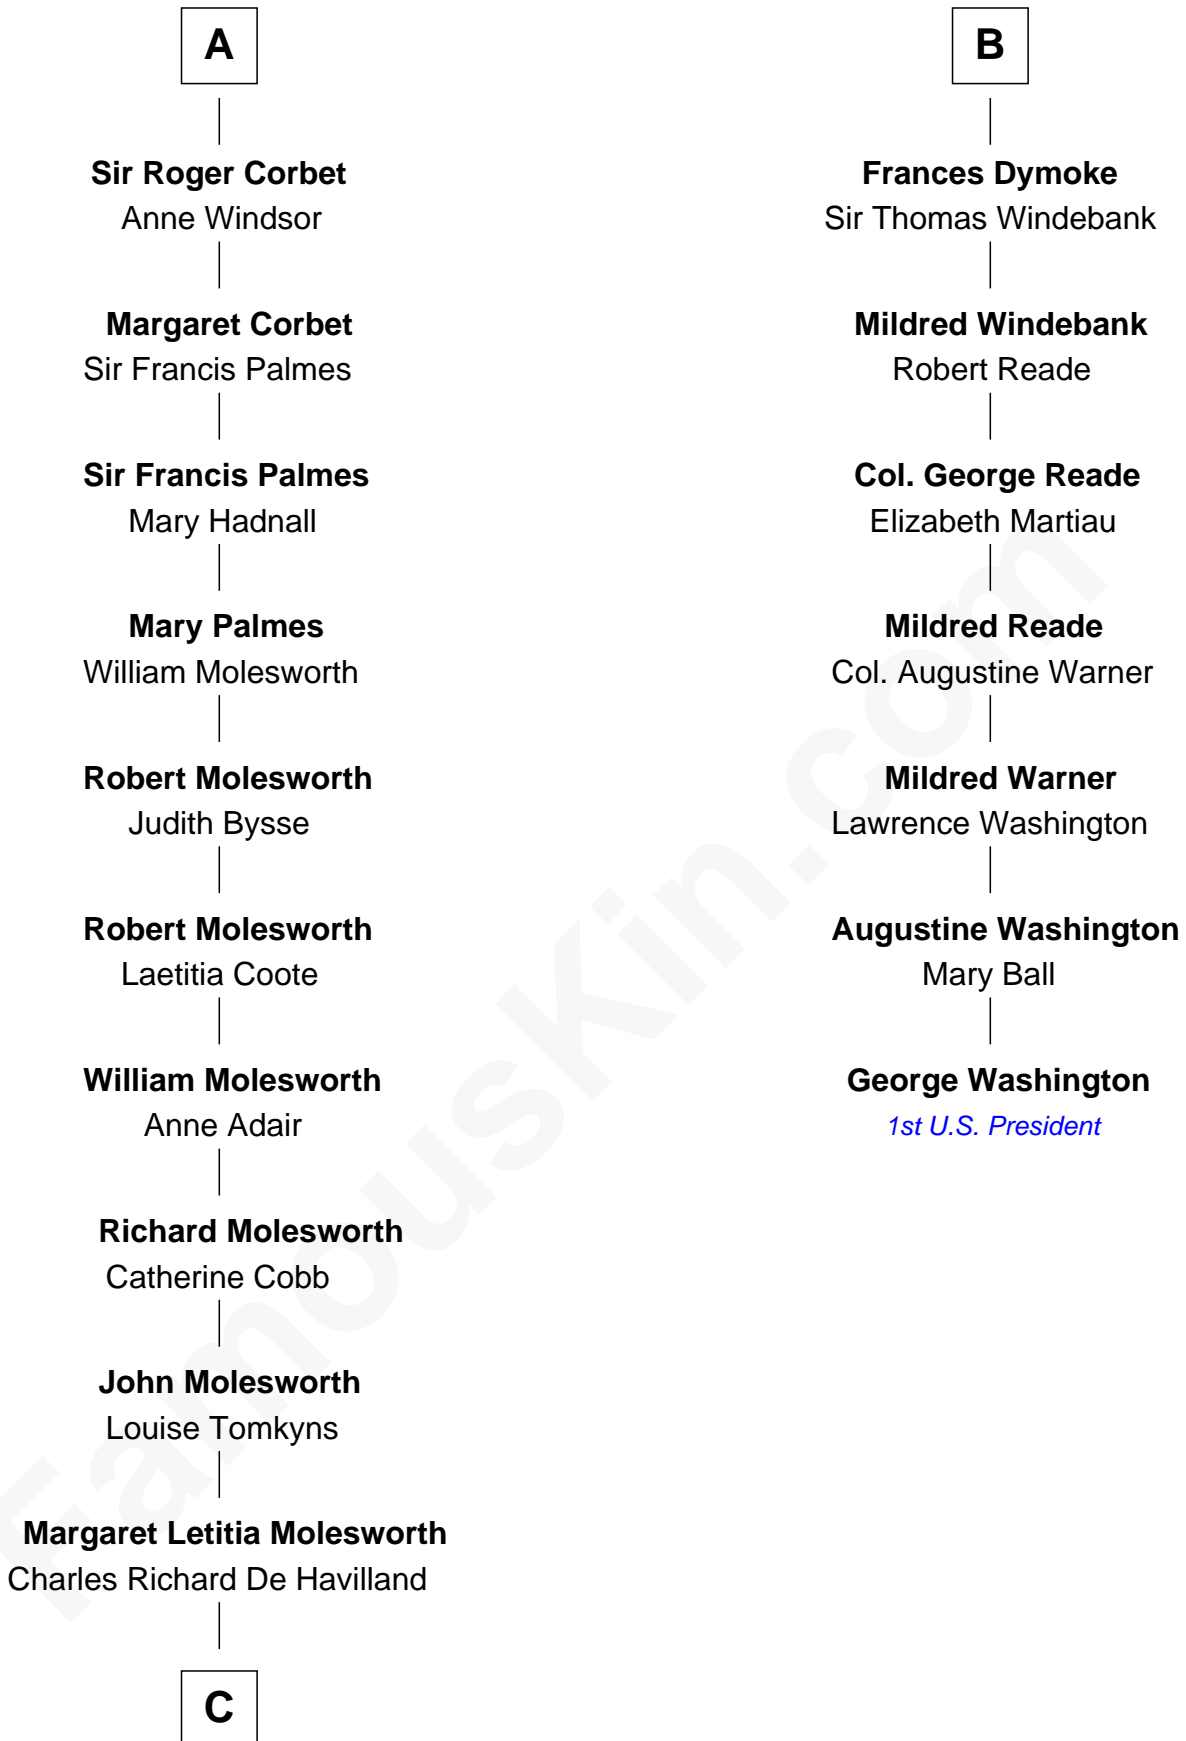 A
Sir Roger Corbet
Anne Windsor
Margaret Corbet
Sir Francis Palmes
Sir Francis Palmes
Mary Hadnall
Mary Palmes
William Molesworth
Robert Molesworth
Judith Bysse
Robert Molesworth
Laetitia Coote
William Molesworth
Anne Adair
Richard Molesworth
Catherine Cobb
John Molesworth
Louise Tomkyns
Margaret Letitia Molesworth
Charles Richard De Havilland
C
B
Frances Dymoke
Sir Thomas Windebank
Mildred Windebank
Robert Reade
Col. George Reade
Elizabeth Martiau
Mildred Reade
Col. Augustine Warner
Mildred Warner
Lawrence Washington
Augustine Washington
Mary Ball
George Washington
1st U.S. President
FamousKin.com